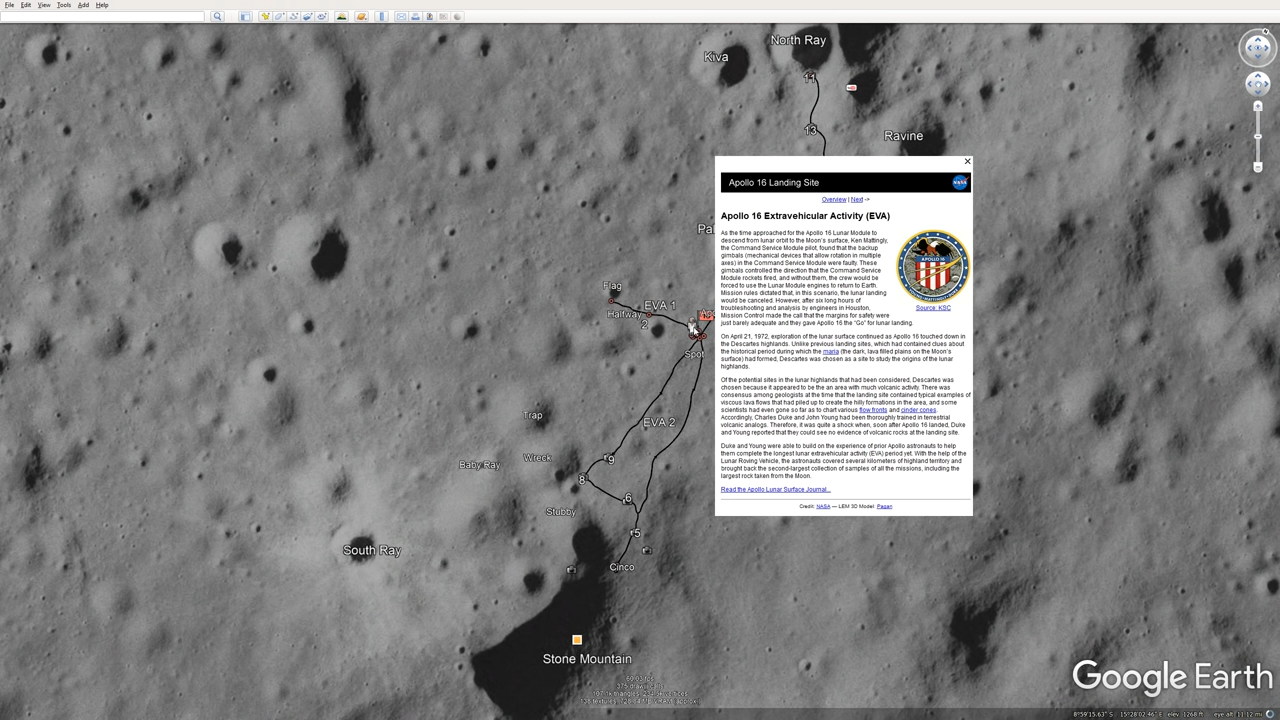 File Edit View Tools Add Help
North Ray
Kiva
11
13
Ravine
Apollo 16 Landing Site
NASA
Overview | Next ->
Apollo 16 Extravehicular Activity (EVA)
As the time approached for the Apollo 16 Lunar Module to
descend from lunar orbit to the Moon's surface, Ken Mattingly,
the Command Service Module pilot, found that the backup
gimbals (mechanical devices that allow rotation in multiple
axes) in the Command Service Module were faulty. These
gimbals controlled the direction that the Command Service
Module rockets fired, and without them, the crew would be
forced to use the Lunar Module engines to return to Earth.
Mission rules dictated that, in this scenario, the lunar landing
would be canceled. However, after six long hours of
troubleshooting and analysis by engineers in Houston,
Mission Control made the call that the margins for safety were
just barely adequate and they gave Apollo 16 the "Go" for lunar landing.
APOLLO 16
Source: KSC
On April 21, 1972, exploration of the lunar surface continued as Apollo 16 touched down in
the Descartes highlands. Unlike previous landing sites, which had contained clues about
the historical period during which the maria (the dark, lava filled plains on the Moon's
surface) had formed, Descartes was chosen as a site to study the origins of the lunar
highlands.
Of the potential sites in the lunar highlands that had been considered, Descartes was
chosen because it appeared to be the an area with much volcanic activity. There was
consensus among geologists at the time that the landing site contained typical examples of
viscous lava flows that had piled up to create the hilly formations in the area, and some
scientists had even gone so far as to chart various flow fronts and cinder cones.
Accordingly, Charles Duke and John Young had been thoroughly trained in terrestrial
volcanic analogs. Therefore, it was quite a shock when, soon after Apollo 16 landed, Duke
and Young reported that they could see no evidence of volcanic rocks at the landing site.
Duke and Young were able to build on the experience of prior Apollo astronauts to help
them complete the longest lunar extravehicular activity (EVA) period yet. With the help of the
Lunar Roving Vehicle, the astronauts covered several kilometers of highland territory and
brought back the second-largest collection of samples of all the missions, including the
largest rock taken from the Moon.
Read the Apollo Lunar Surface Journal...
Credit: NASA — LEM 3D Model: Pagan
Pa
Flag
EVA 1
Halfway
2
Spot
Trap
EVA 2
Wreck
9
Baby Ray
8
6
Stubby
5
South Ray
Cinco
Stone Mountain
Google Earth
8°59'15.63" S 15°28'02.46" E elev. 1268 ft eye alt 11.12 mi